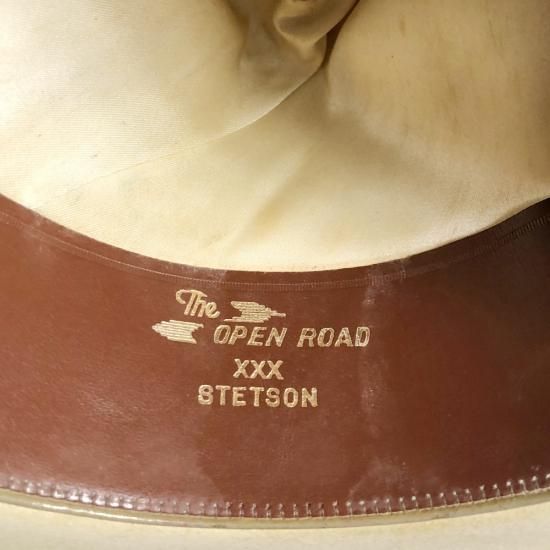 The
OPEN ROAD
XXX
STETSON